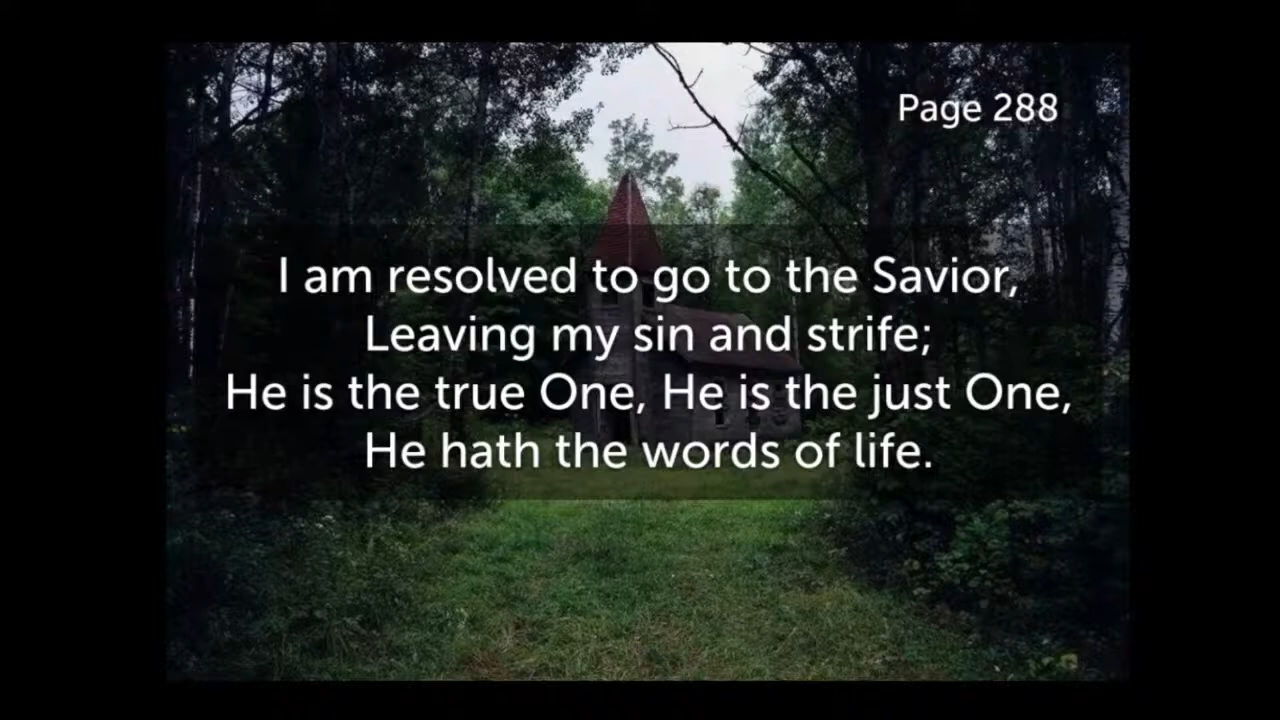 Page 288
I am resolved to go to the Savior,
Leaving my sin and strife;
He is the true One, He is the just One,
He hath the words of life.